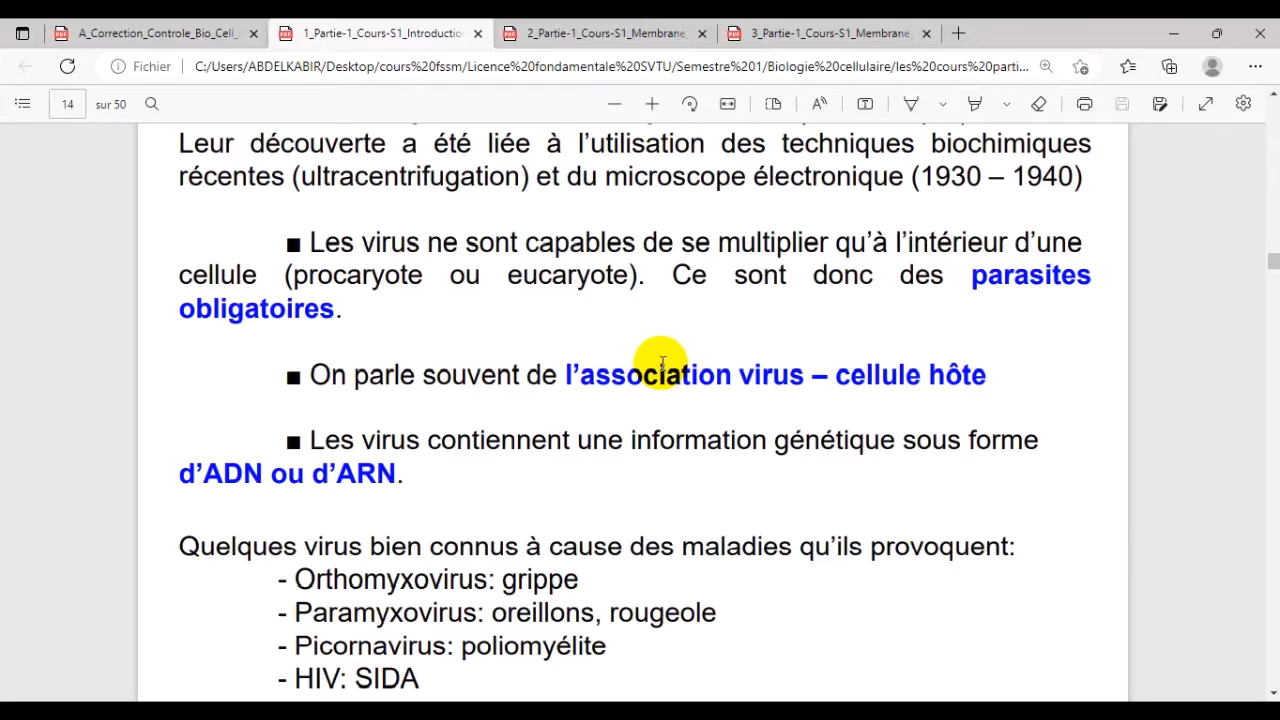 A_Correction_Controle_Bio_Cell_
1_Partie-1_Cours-S1_Introduction
2_Partie-1_Cours-S1_Membrane_
3_Partie-1_Cours-S1_Membrane_
Fichier
C:/Users/ABDELKABIR/Desktop/cours%20fssm/Licence%20fondamentale%20SVTU/Semestre%201/Biologie%20cellulaire/les%20cours%20parti...
14 sur 50
Leur découverte a été liée à l’utilisation des techniques biochimiques
récentes (ultracentrifugation) et du microscope électronique (1930 – 1940)
■ Les virus ne sont capables de se multiplier qu’à l’intérieur d’une
cellule (procaryote ou eucaryote). Ce sont donc des parasites
obligatoires.
■ On parle souvent de l’association virus – cellule hôte
■ Les virus contiennent une information génétique sous forme
d’ADN ou d’ARN.
Quelques virus bien connus à cause des maladies qu’ils provoquent:
- Orthomyxovirus: grippe
- Paramyxovirus: oreillons, rougeole
- Picornavirus: poliomyélite
- HIV: SIDA